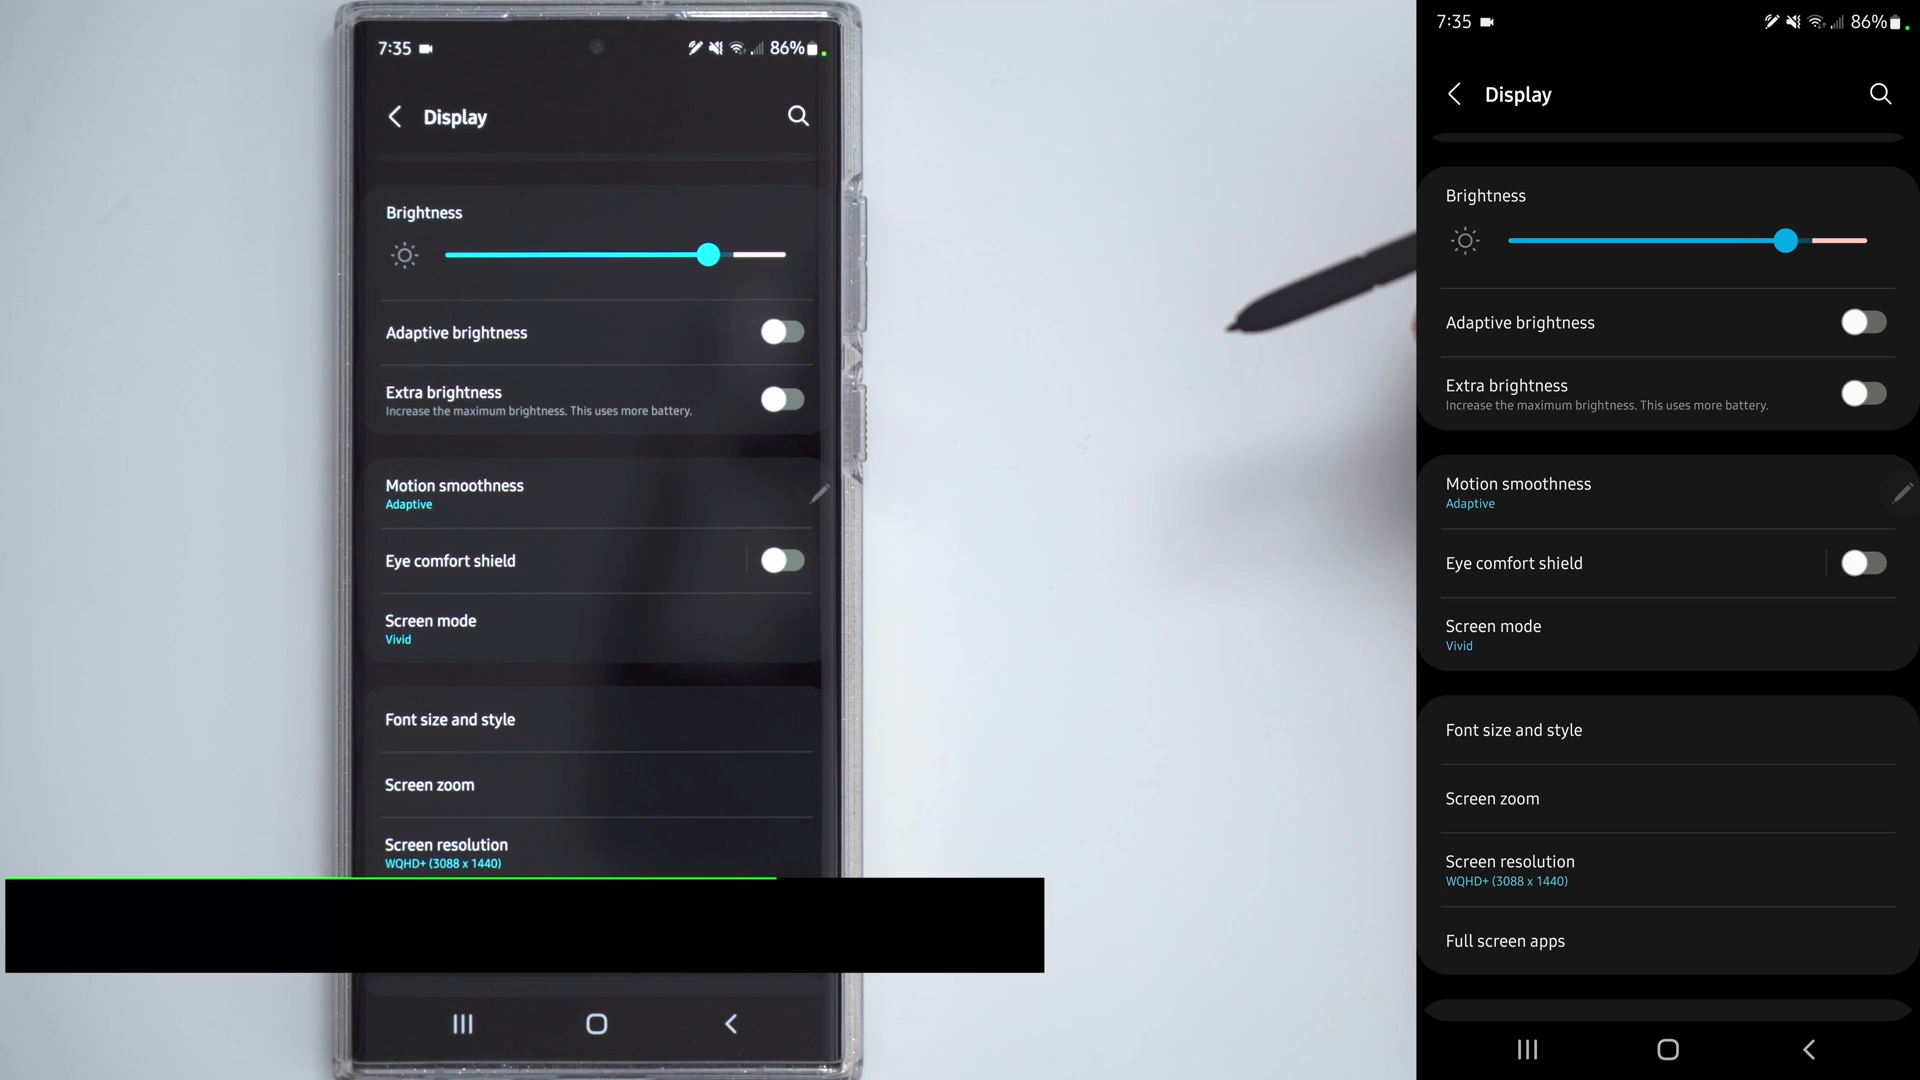 7:35
86%
Display
Brightness
Adaptive brightness
Extra brightness
Increase the maximum brightness. This uses more battery.
Motion smoothness
Adaptive
Eye comfort shield
Screen mode
Vivid
Font size and style
Screen zoom
Screen resolution
WQHD+ (3088 x 1440)
7:35
86%
Display
Brightness
Adaptive brightness
Extra brightness
Increase the maximum brightness. This uses more battery.
Motion smoothness
Adaptive
Eye comfort shield
Screen mode
Vivid
Font size and style
Screen zoom
Screen resolution
WQHD+ (3088 x 1440)
Full screen apps